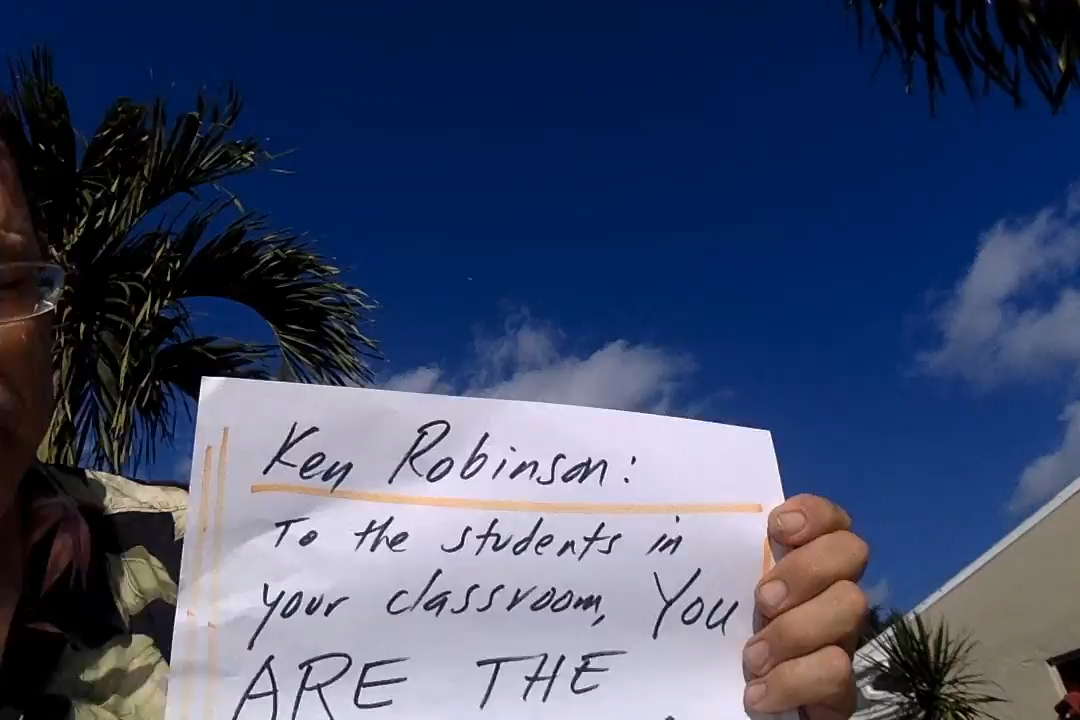 Ken Robinson:
To the students in
your classroom, You
ARE THE